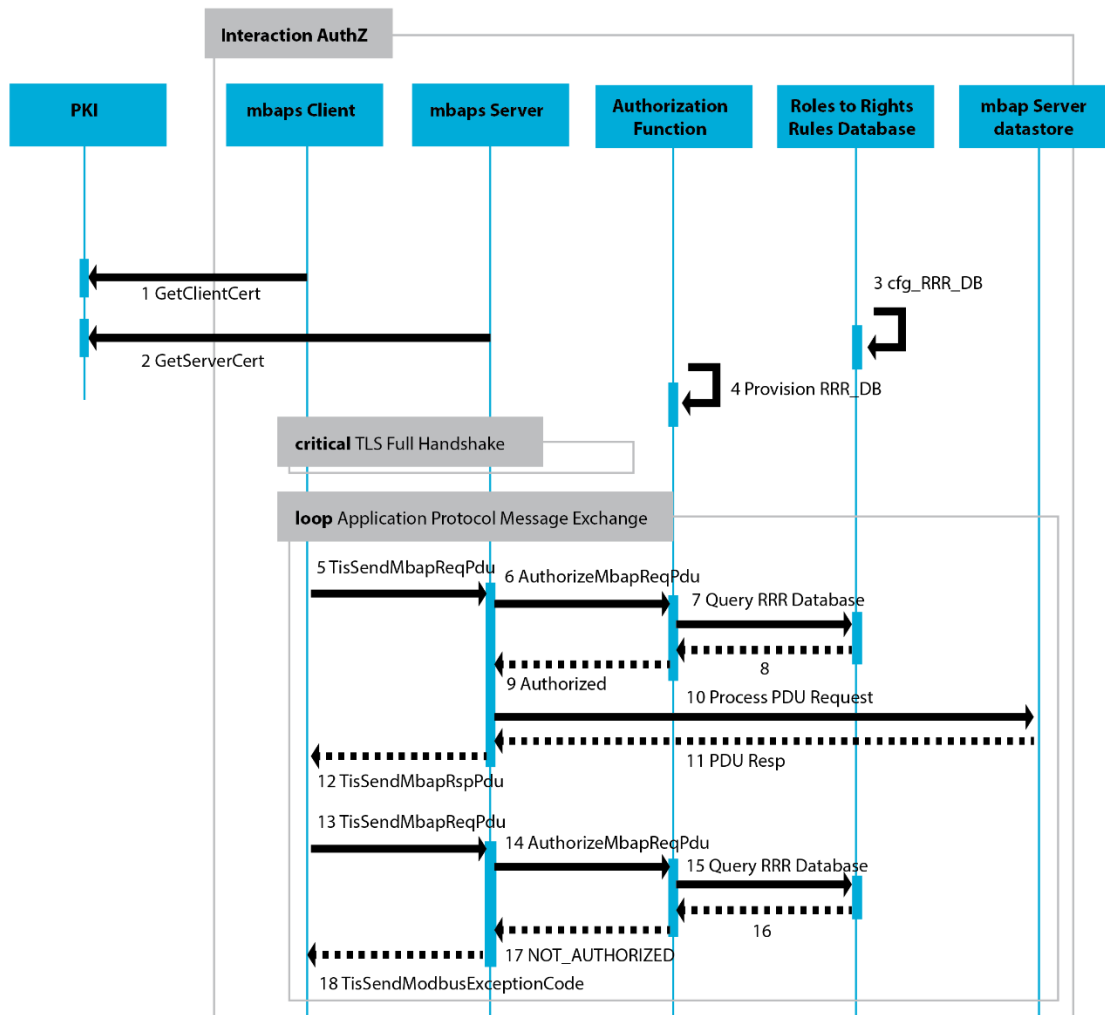 Interaction AuthZ
PKI
mbaps Client
mbaps Server
Authorization
Function
Roles to Rights
Rules Database
mbap Server
datastore
1 GetClientCert
3 cfg_RRR_DB
2 GetServerCert
4 Provision RRR_DB
critical TLS Full Handshake
loop Application Protocol Message Exchange
5 TisSendMbapReqPdu
6 AuthorizeMbapReqPdu
7 Query RRR Database
8
9 Authorized
10 Process PDU Request
11 PDU Resp
12 TisSendMbapRspPdu
13 TisSendMbapReqPdu
14 AuthorizeMbapReqPdu
15 Query RRR Database
16
17 NOT_AUTHORIZED
18 TisSendModbusExceptionCode